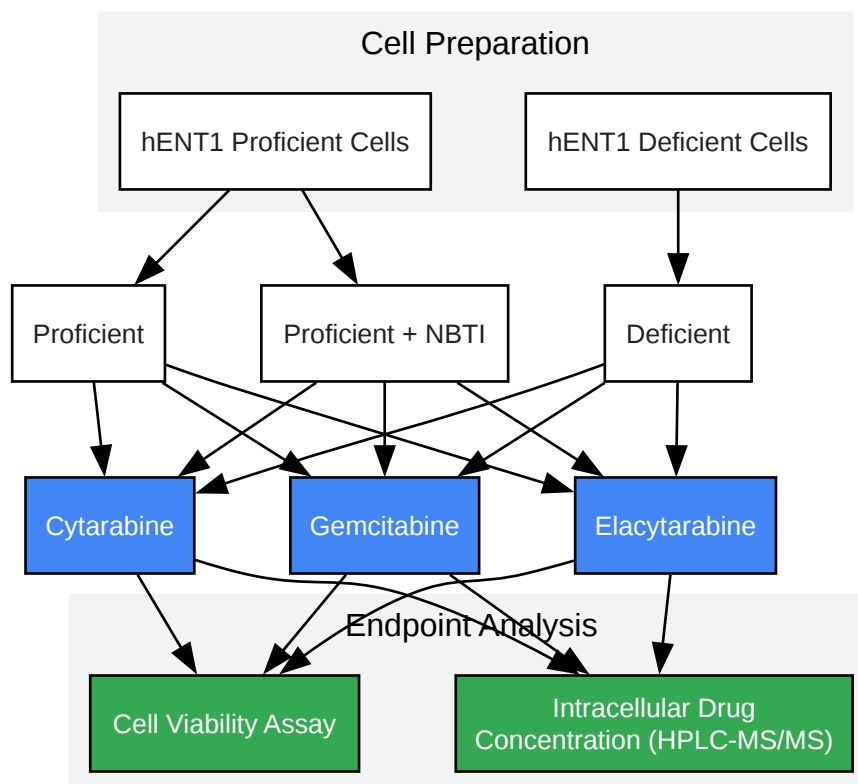 Cell Preparation
hENT1 Proficient Cells
hENT1 Deficient Cells
Proficient
Proficient + NBTI
Deficient
Cytarabine
Gemcitabine
Elacytarabine
Endpoint Analysis
Cell Viability Assay
Intracellular Drug
Concentration (HPLC-MS/MS)